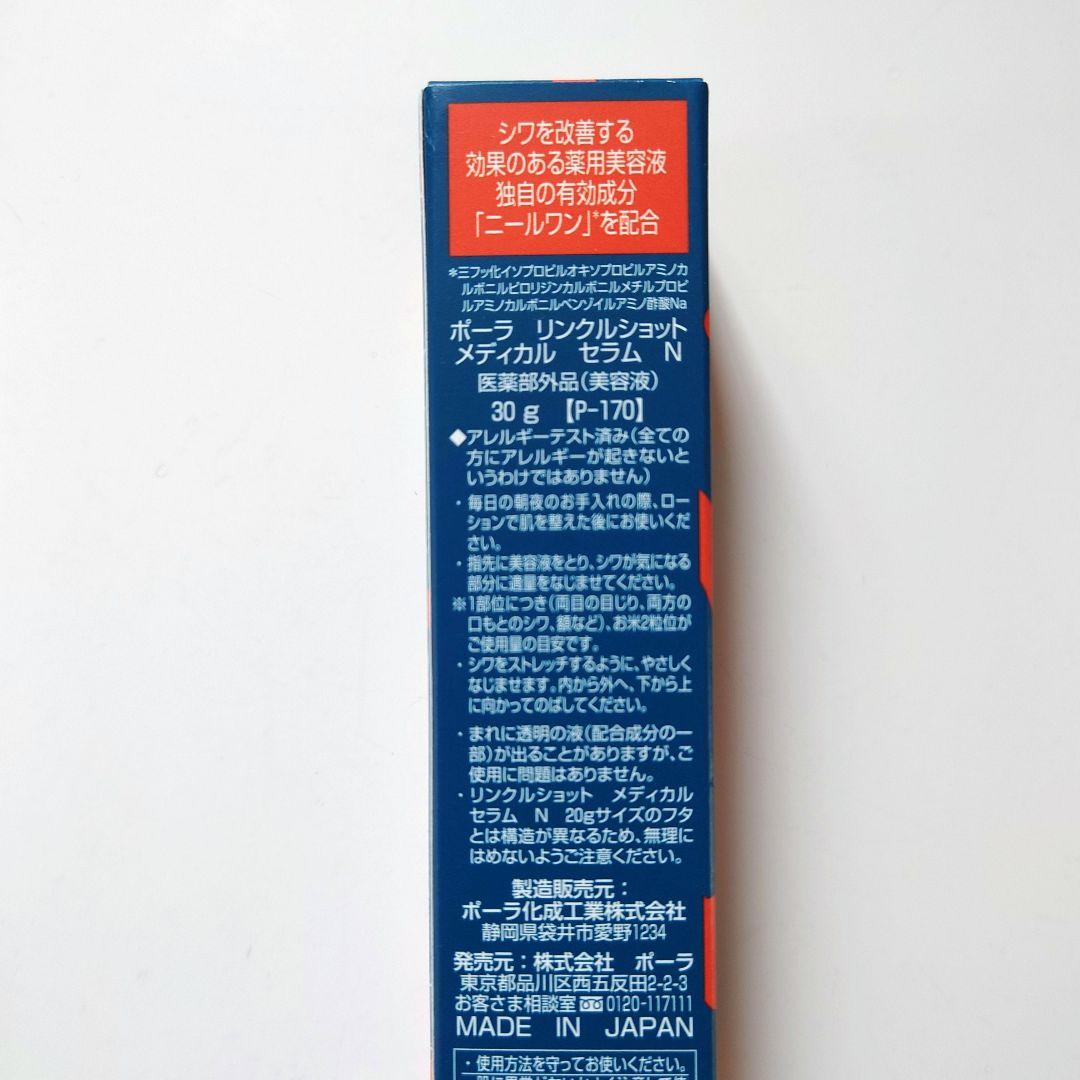 シワを改善する
効果のある薬用美容液
独自の有効成分
「ニールワン」*を配合
*三フッ化イソプロピルオキソプロピルアミノカ
ルボニルピロリジンカルボニルメチルプロピ
ルアミノカルボニルベンゾイルアミノ酢酸Na
ポーラ リンクルショット
メディカル セラム N
医薬部外品(美容液)
30g 【P-170】
◆アレルギーテスト済み(全ての
方にアレルギーが起きないと
いうわけではありません)
・毎日の朝夜のお手入れの際、ロー
ションで肌を整えた後にお使いくだ
さい。
・指先に美容液をとり、シワが気になる
部分に適量をなじませてください。
※1部位につき(両目の目じり、両方の
口もとのシワ、額など)、お米2粒位が
ご使用量の目安です。
・シワをストレッチするように、やさしく
なじませます。内から外へ、下から上
に向かってのばしてください。
・まれに透明の液(配合成分の一
部)が出ることがありますが、ご
使用に問題はありません。
・リンクルショット メディカル
セラム N 20gサイズのフタ
とは構造が異なるため、無理に
はめないようご注意ください。
製造販売元:
ポーラ化成工業株式会社
静岡県袋井市愛野1234
発売元:株式会社 ポーラ
東京都品川区西五反田2-2-3
お客さま相談室 0120-117111
MADE IN JAPAN
・使用方法を守ってお使いください。